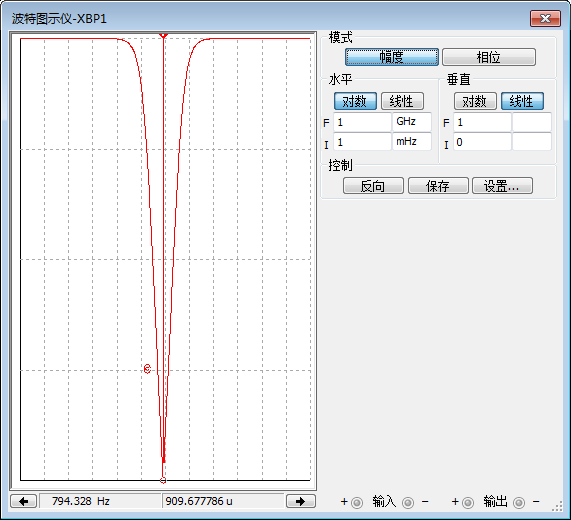 波特图示仪-XBP1
模式
幅度 相位
水平 垂直
对数 线性 对数 线性
F 1 GHz F 1
I 1 mHz I 0
控制
反向 保存 设置...
794.328 Hz 909.677786 u
+ 输入 - + 输出 -